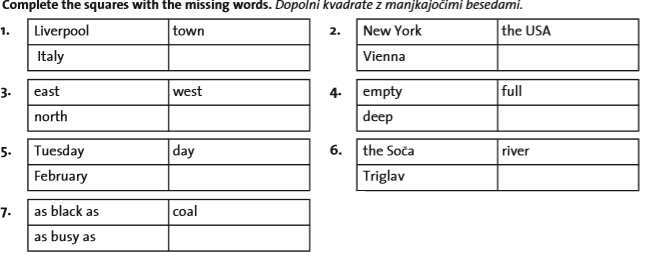 Complete the squares with the missing words. Dopolni kvadrate z manjkajočimi besedami.
1. Liverpool town
Italy
2. New York the USA
Vienna
3. east west
north
4. empty full
deep
5. Tuesday day
February
6. the Soča river
Triglav
7. as black as coal
as busy as